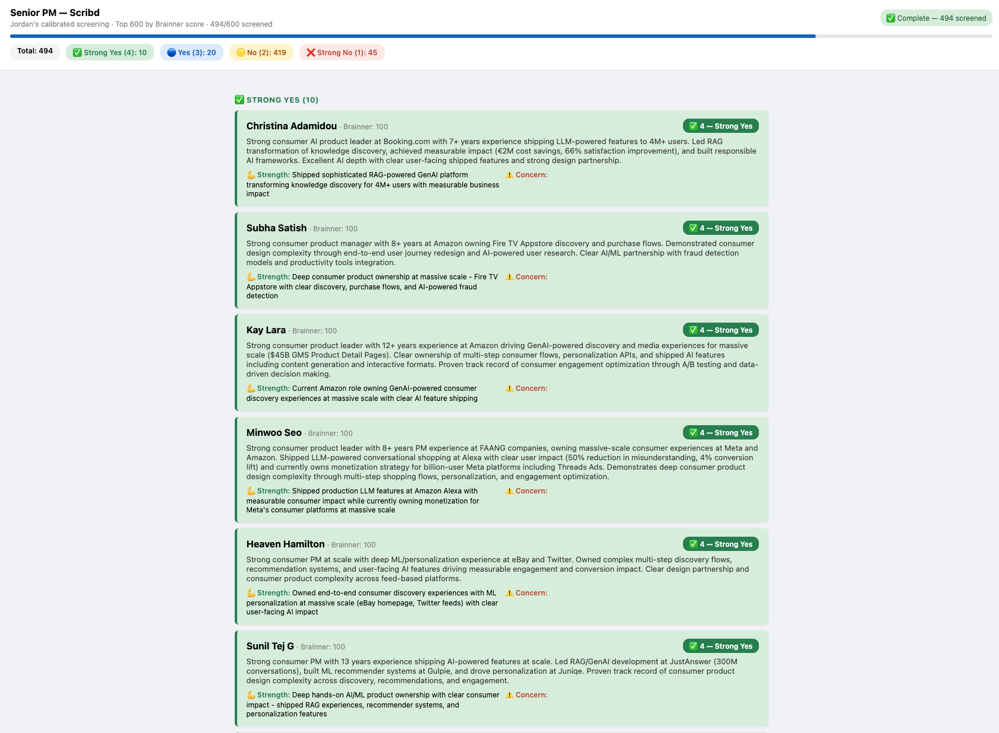 Senior PM — Scribd
Jordan's calibrated screening · Top 600 by Brainner score · 494/600 screened
✅ Complete — 494 screened
Total: 494
✅ Strong Yes (4): 10
🔵 Yes (3): 20
🟡 No (2): 419
❌ Strong No (1): 45
✅ STRONG YES (10)
Christina Adamidou · Brainner: 100
✅ 4 — Strong Yes
Strong consumer AI product leader at Booking.com with 7+ years experience shipping LLM-powered features to 4M+ users. Led RAG
transformation of knowledge discovery, achieved measurable impact (€2M cost savings, 66% satisfaction improvement), and built responsible
AI frameworks. Excellent AI depth with clear user-facing shipped features and strong design partnership.
💪 Strength: Shipped sophisticated RAG-powered GenAI platform
transforming knowledge discovery for 4M+ users with measurable business
impact
⚠️ Concern:
Subha Satish · Brainner: 100
✅ 4 — Strong Yes
Strong consumer product manager with 8+ years at Amazon owning Fire TV Appstore discovery and purchase flows. Demonstrated consumer
design complexity through end-to-end user journey redesign and AI-powered user research. Clear AI/ML partnership with fraud detection
models and productivity tools integration.
💪 Strength: Deep consumer product ownership at massive scale - Fire TV
Appstore with clear discovery, purchase flows, and AI-powered fraud
detection
⚠️ Concern:
Kay Lara · Brainner: 100
✅ 4 — Strong Yes
Strong consumer product leader with 12+ years experience at Amazon driving GenAI-powered discovery and media experiences for massive
scale ($45B GMS Product Detail Pages). Clear ownership of multi-step consumer flows, personalization APIs, and shipped AI features
including content generation and interactive formats. Proven track record of consumer engagement optimization through A/B testing and data-
driven decision making.
💪 Strength: Current Amazon role owning GenAI-powered consumer
discovery experiences at massive scale with clear AI feature shipping
⚠️ Concern:
Minwoo Seo · Brainner: 100
✅ 4 — Strong Yes
Strong consumer product leader with 8+ years PM experience at FAANG companies, owning massive-scale consumer experiences at Meta and
Amazon. Shipped LLM-powered conversational shopping at Alexa with clear user impact (50% reduction in misunderstanding, 4% conversion
lift) and currently owns monetization strategy for billion-user Meta platforms including Threads Ads. Demonstrates deep consumer product
design complexity through multi-step shopping flows, personalization, and engagement optimization.
💪 Strength: Shipped production LLM features at Amazon Alexa with
measurable consumer impact while currently owning monetization for
Meta's consumer platforms at massive scale
⚠️ Concern:
Heaven Hamilton · Brainner: 100
✅ 4 — Strong Yes
Strong consumer PM at scale with deep ML/personalization experience at eBay and Twitter. Owned complex multi-step discovery flows,
recommendation systems, and user-facing AI features driving measurable engagement and conversion impact. Clear design partnership and
consumer product complexity across feed-based platforms.
💪 Strength: Owned end-to-end consumer discovery experiences with ML
personalization at massive scale (eBay homepage, Twitter feeds) with clear
user-facing AI impact
⚠️ Concern:
Sunil Tej G · Brainner: 100
✅ 4 — Strong Yes
Strong consumer PM with 13 years experience shipping AI-powered features at scale. Led RAG/GenAI development at JustAnswer (300M
conversations), built ML recommender systems at Gulpie, and drove personalization at Juniqe. Proven track record of consumer product
design complexity across discovery, recommendations, and engagement.
💪 Strength: Deep hands-on AI/ML product ownership with clear consumer
impact - shipped RAG experiences, recommender systems, and
personalization features
⚠️ Concern: